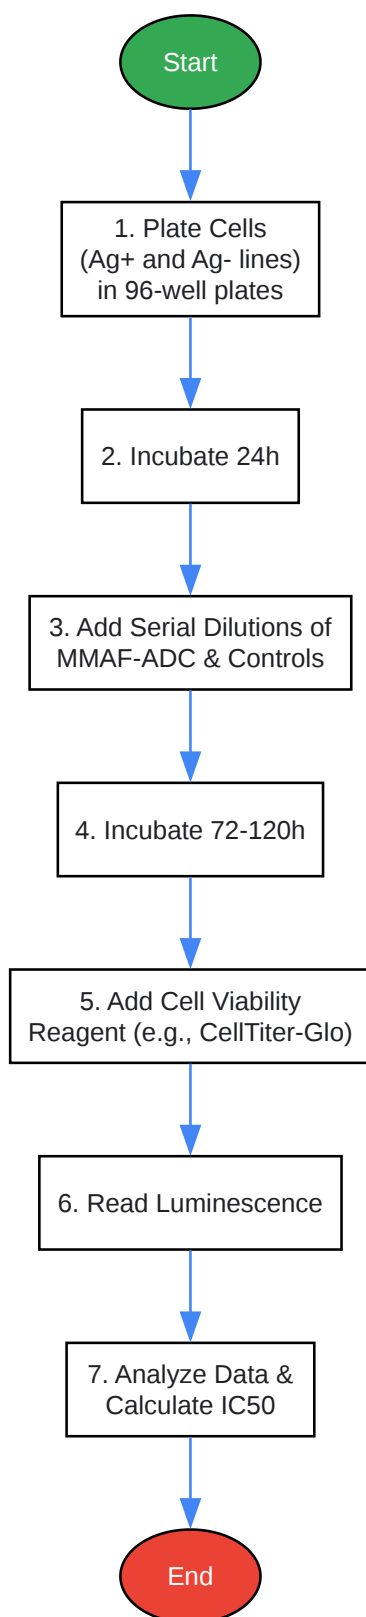 Start
1. Plate Cells
(Ag+ and Ag- lines)
in 96-well plates
2. Incubate 24h
3. Add Serial Dilutions of
MMAF-ADC & Controls
4. Incubate 72-120h
5. Add Cell Viability
Reagent (e.g., CellTiter-Glo)
6. Read Luminescence
7. Analyze Data &
Calculate IC50
End